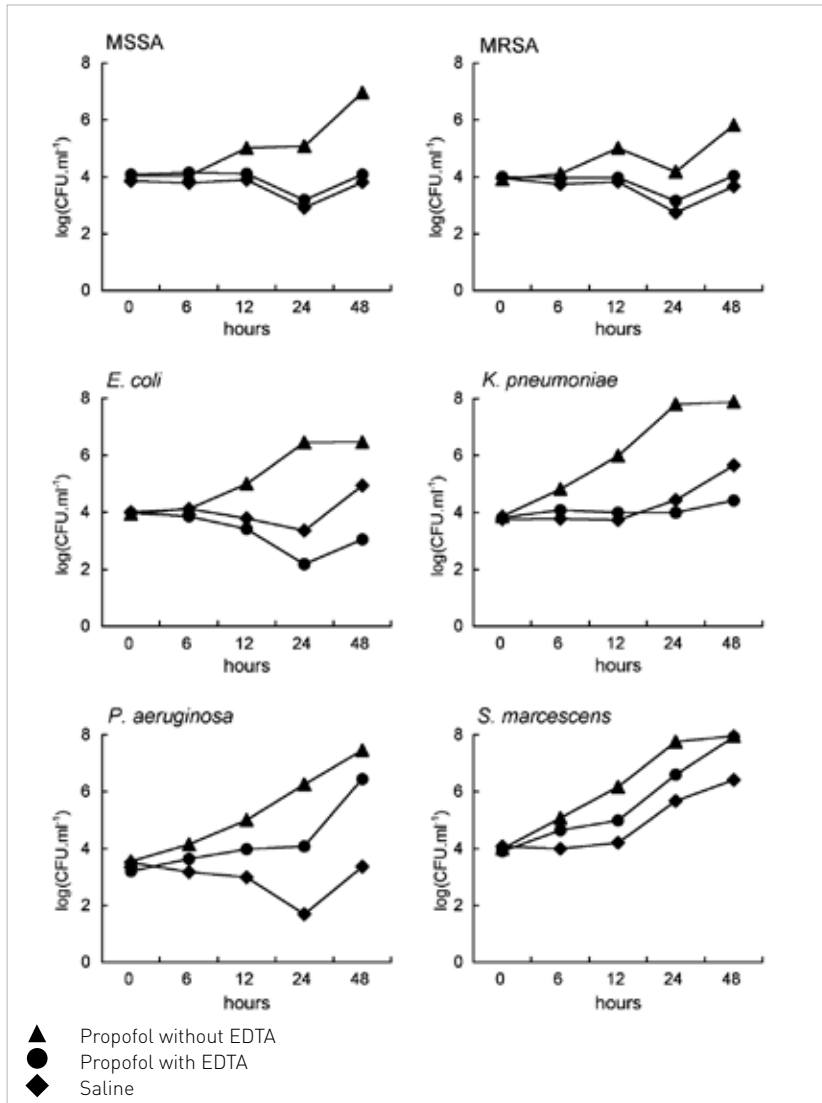 MSSA
8
6
4
2
0
log(CFU.ml⁻¹)
0 6 12 24 48
hours
MRSA
8
6
4
2
0
log(CFU.ml⁻¹)
0 6 12 24 48
hours
E. coli
8
6
4
2
0
log(CFU.ml⁻¹)
0 6 12 24 48
hours
K. pneumoniae
8
6
4
2
0
log(CFU.ml⁻¹)
0 6 12 24 48
hours
P. aeruginosa
8
6
4
2
0
log(CFU.ml⁻¹)
0 6 12 24 48
hours
S. marcescens
8
6
4
2
0
log(CFU.ml⁻¹)
0 6 12 24 48
hours
Propofol without EDTA
Propofol with EDTA
Saline